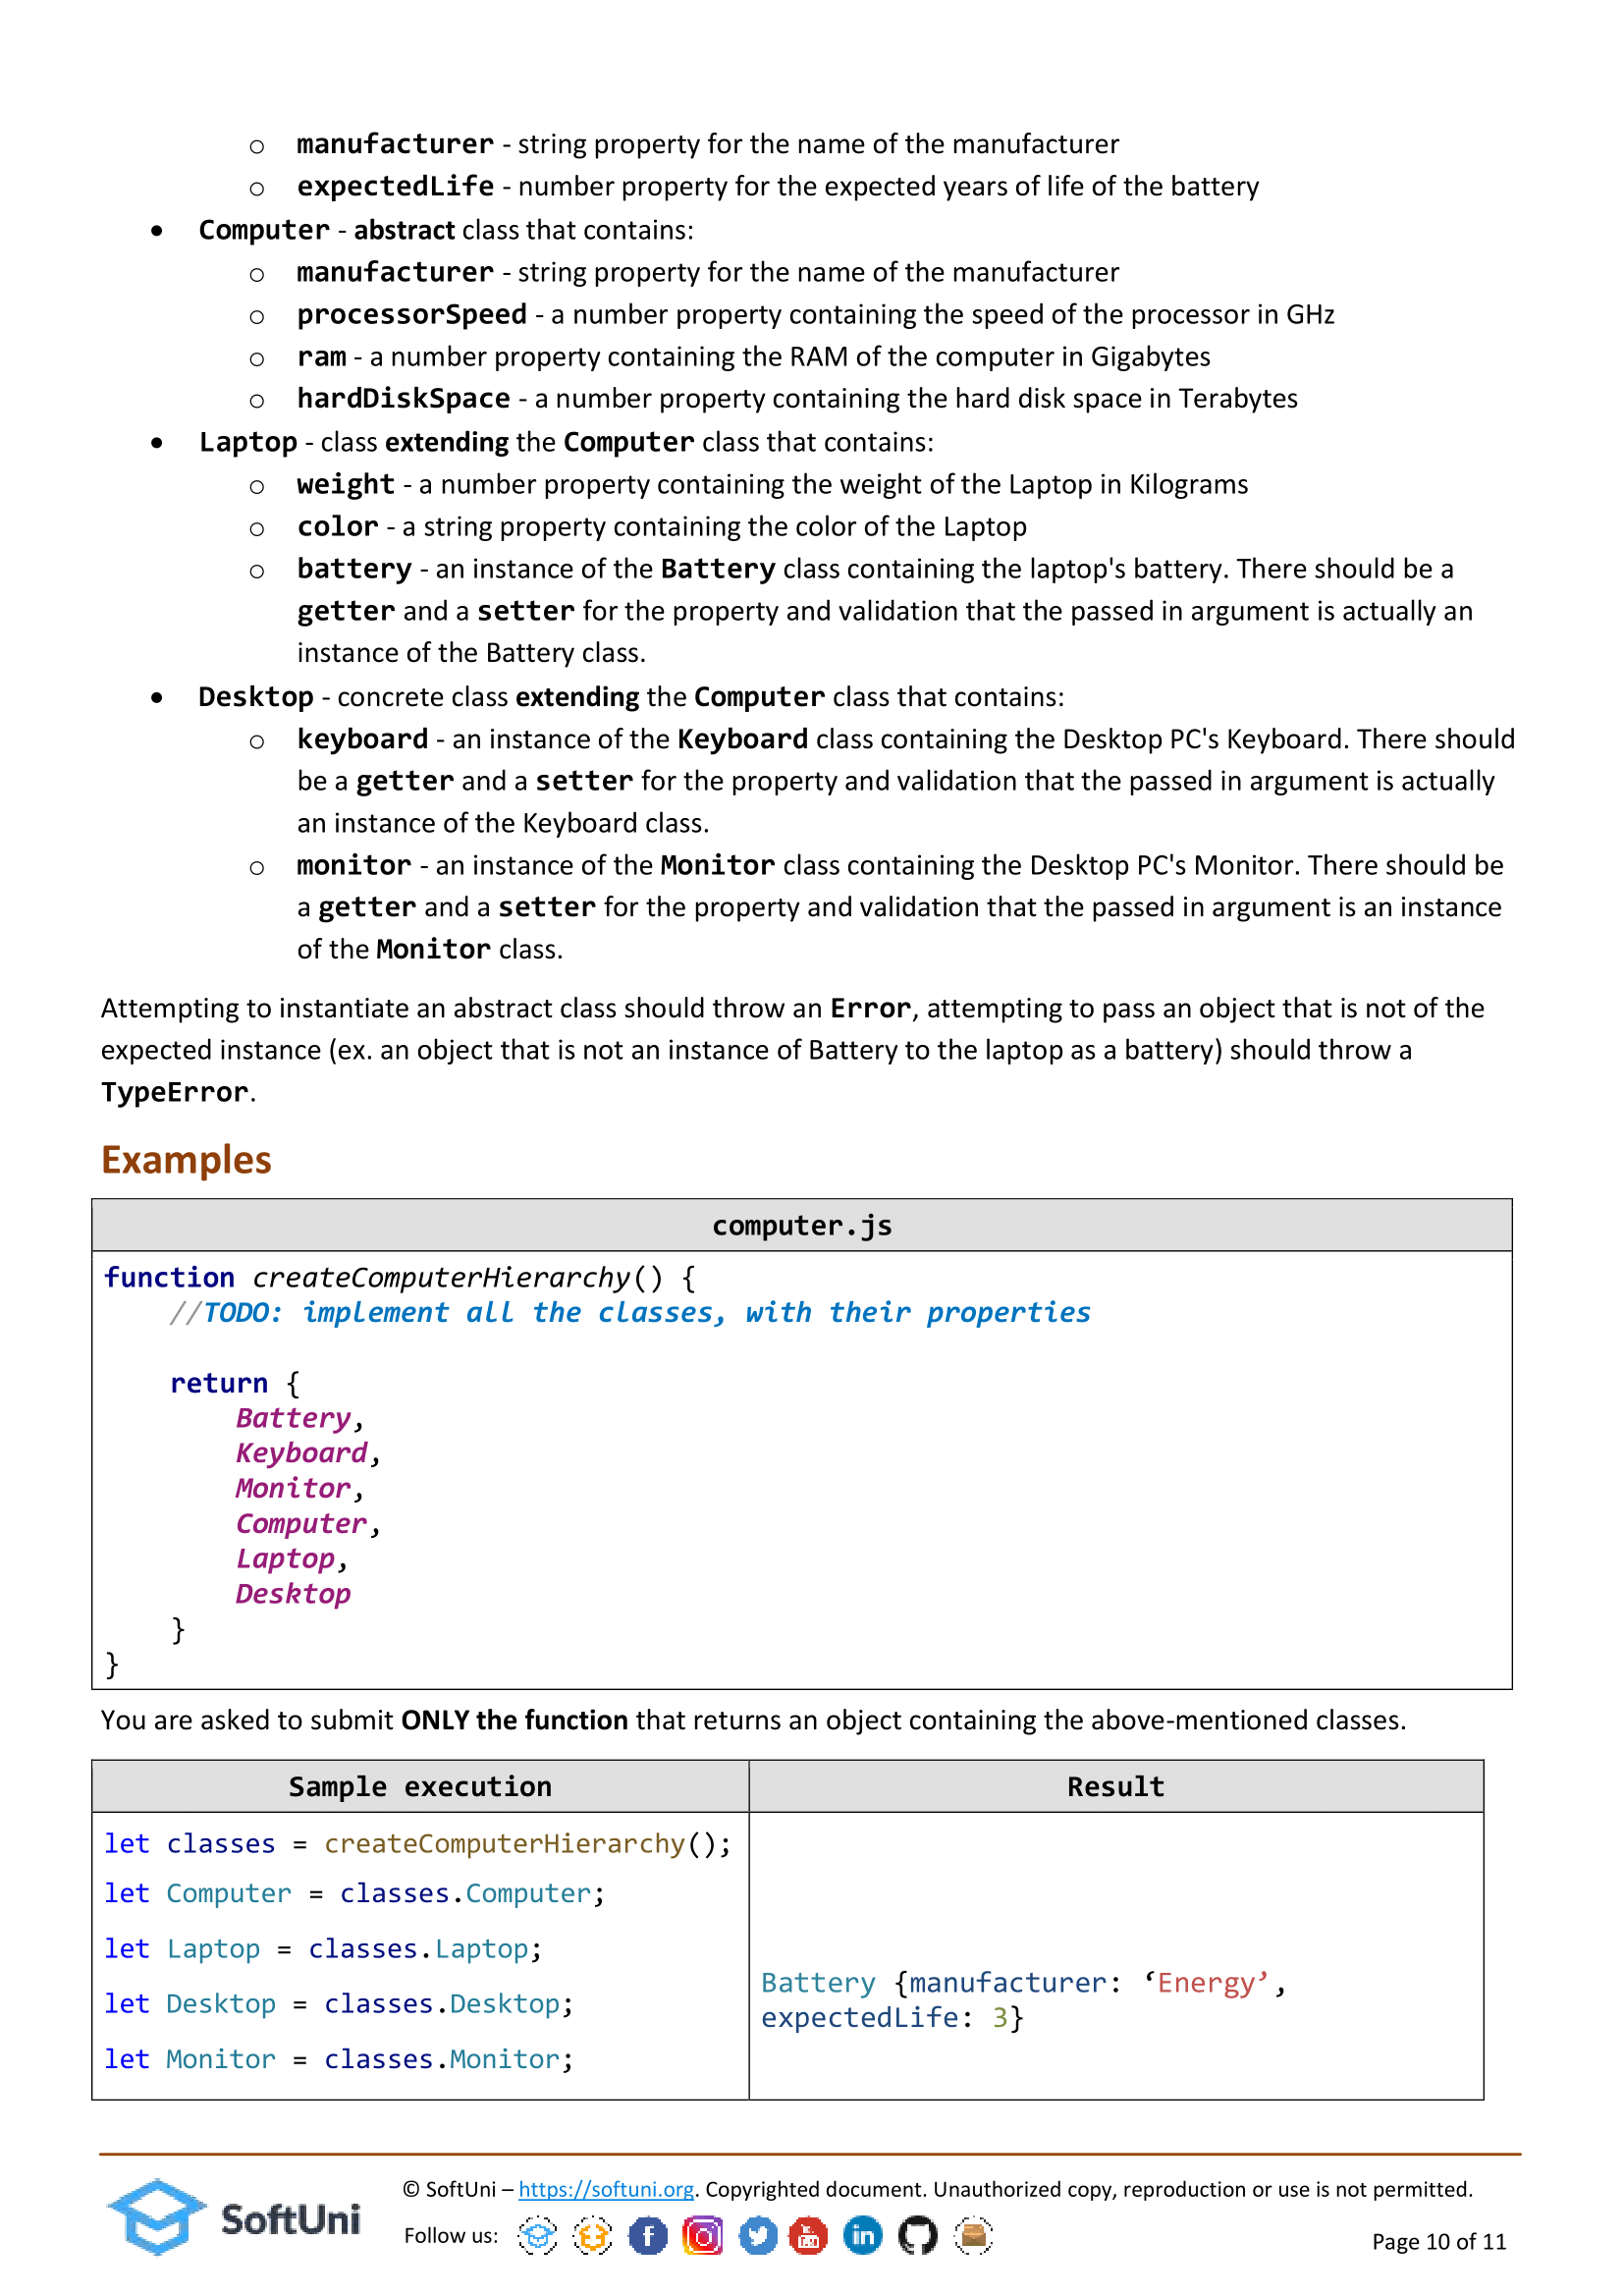 o manufacturer - string property for the name of the manufacturer
o expectedLife - number property for the expected years of life of the battery
• Computer - abstract class that contains:
o manufacturer - string property for the name of the manufacturer
o processorSpeed - a number property containing the speed of the processor in GHz
o ram - a number property containing the RAM of the computer in Gigabytes
o hardDiskSpace - a number property containing the hard disk space in Terabytes
• Laptop - class extending the Computer class that contains:
o weight - a number property containing the weight of the Laptop in Kilograms
o color - a string property containing the color of the Laptop
o battery - an instance of the Battery class containing the laptop's battery. There should be a
getter and a setter for the property and validation that the passed in argument is actually an
instance of the Battery class.
• Desktop - concrete class extending the Computer class that contains:
o keyboard - an instance of the Keyboard class containing the Desktop PC's Keyboard. There should
be a getter and a setter for the property and validation that the passed in argument is actually
an instance of the Keyboard class.
o monitor - an instance of the Monitor class containing the Desktop PC's Monitor. There should be
a getter and a setter for the property and validation that the passed in argument is an instance
of the Monitor class.
Attempting to instantiate an abstract class should throw an Error, attempting to pass an object that is not of the
expected instance (ex. an object that is not an instance of Battery to the laptop as a battery) should throw a
TypeError.
Examples
computer.js
function createComputerHierarchy() {
//TODO: implement all the classes, with their properties
return {
Battery,
Keyboard,
Monitor,
Computer,
Laptop,
Desktop
}
}
You are asked to submit ONLY the function that returns an object containing the above-mentioned classes.
Sample execution
Result
let classes = createComputerHierarchy();
let Computer = classes.Computer;
let Laptop = classes.Laptop;
let Desktop = classes.Desktop;
let Monitor = classes.Monitor;
Battery {manufacturer: ‘Energy’,
expectedLife: 3}
SoftUni
© SoftUni – https://softuni.org. Copyrighted document. Unauthorized copy, reproduction or use is not permitted.
Follow us:
Page 10 of 11